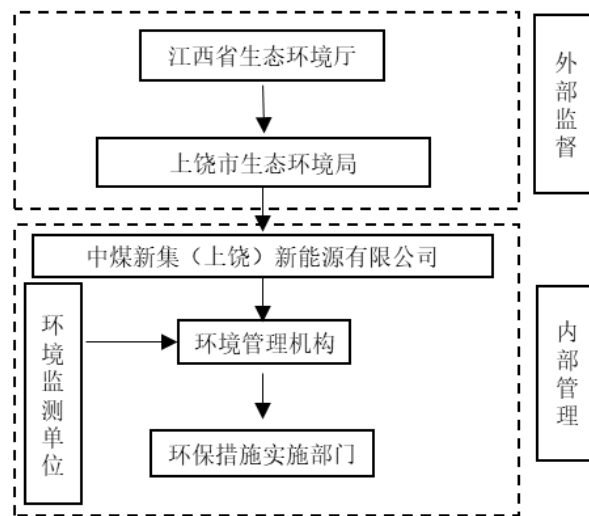 江西省生态环境厅
外部监督
上饶市生态环境局
中煤新集（上饶）新能源有限公司
环境监测单位
环境管理机构
内部管理
环保措施实施部门